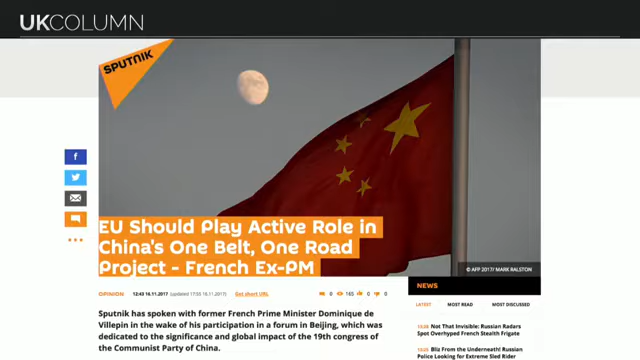 UKCOLUMN
SPUTNIK
EU Should Play Active Role in
China's One Belt, One Road
Project - French Ex-PM
© AFP 2017/ MARK RALSTON
OPINION 12:43 16.11.2017 (updated 17:55 16.11.2017) Get short URL 0 165 0 0
NEWS
LATEST MOST READ MOST DISCUSSED
Sputnik has spoken with former French Prime Minister Dominique de
Villepin in the wake of his participation in a forum in Beijing, which was
dedicated to the significance and global impact of the 19th congress of
the Communist Party of China.
Not That Invisible: Russian Radars
Spot Overhyped French Stealth Frigate
Bliz From the Underneath! Russian
Police Looking for Extreme Sled Rider